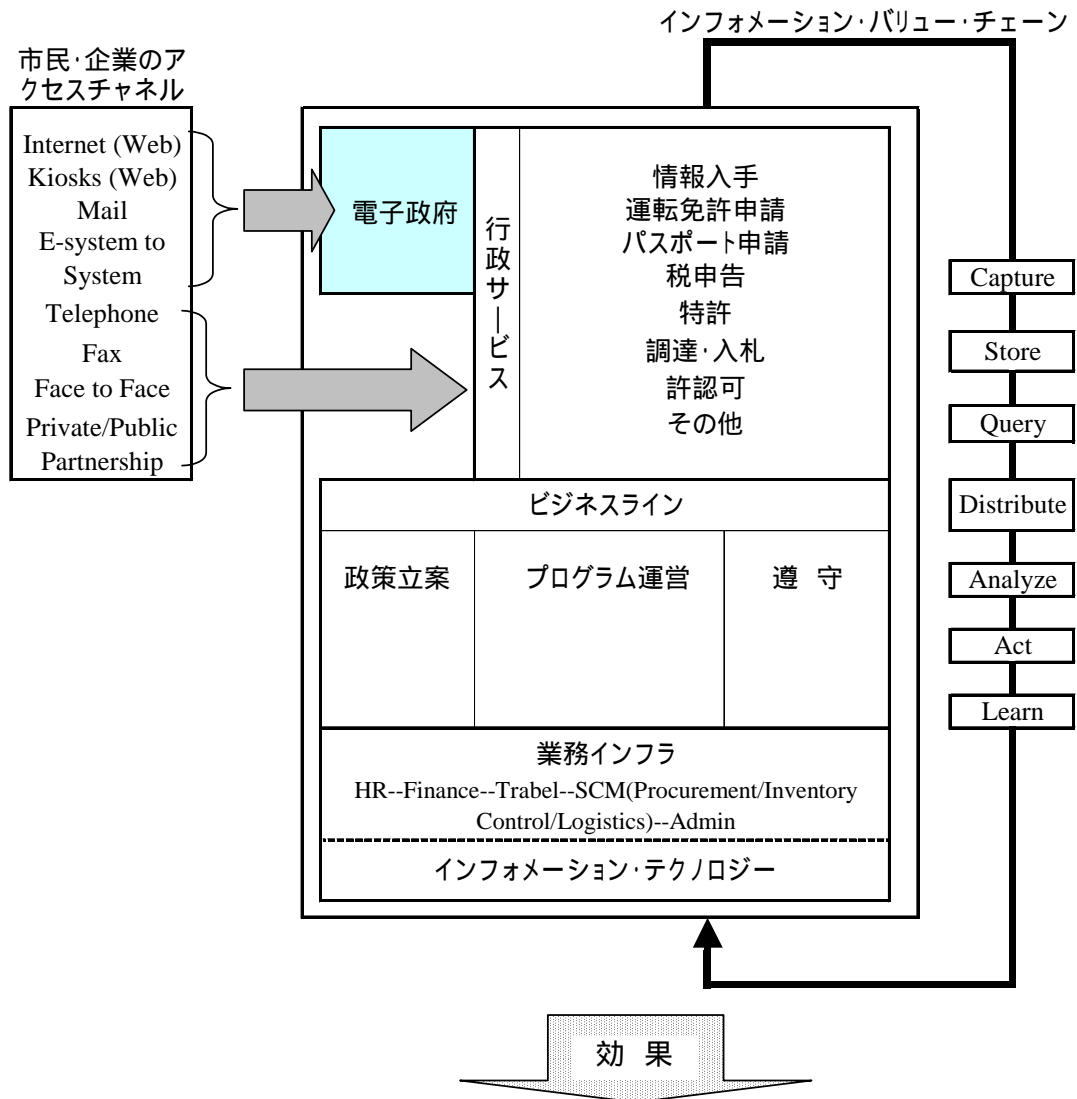 インフォメーション･バリュー･チェーン
市民･企業のア
クセスチャネル
Internet (Web)
Kiosks (Web)
Mail
E-system to
System
Telephone
Fax
Face to Face
Private/Public
Partnership
電子政府
行政サービス
情報入手
運転免許申請
パスポート申請
税申告
特許
調達･入札
許認可
その他
ビジネスライン
政策立案
プログラム運営
遵 守
業務インフラ
HR--Finance--Trabel--SCM(Procurement/Inventory
Control/Logistics)--Admin
インフォメーション･テクノロジー
Capture
Store
Query
Distribute
Analyze
Act
Learn
効 果